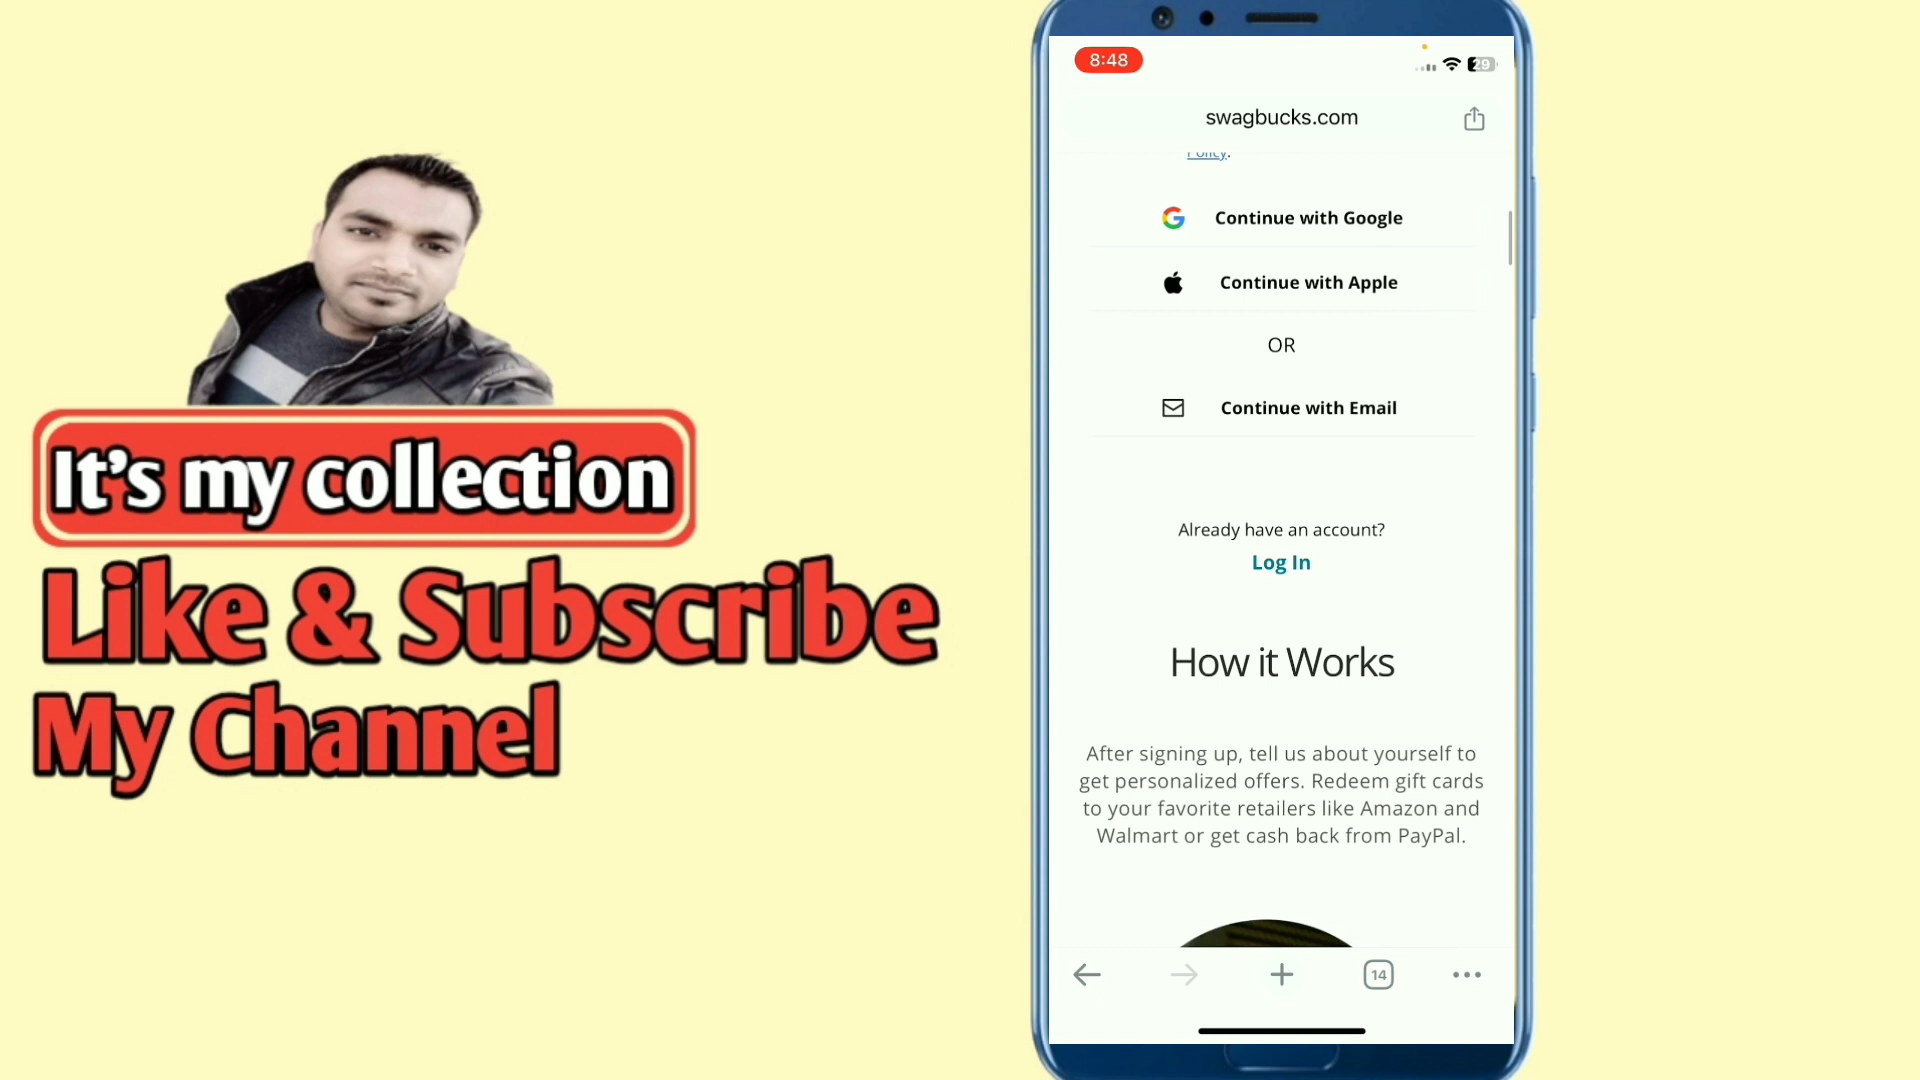 It's my collection
Like & Subscribe
My Channel
8:48
29
swagbucks.com
Policy.
Continue with Google
Continue with Apple
OR
Continue with Email
Already have an account?
Log In
How it Works
After signing up, tell us about yourself to
get personalized offers. Redeem gift cards
to your favorite retailers like Amazon and
Walmart or get cash back from PayPal.
14